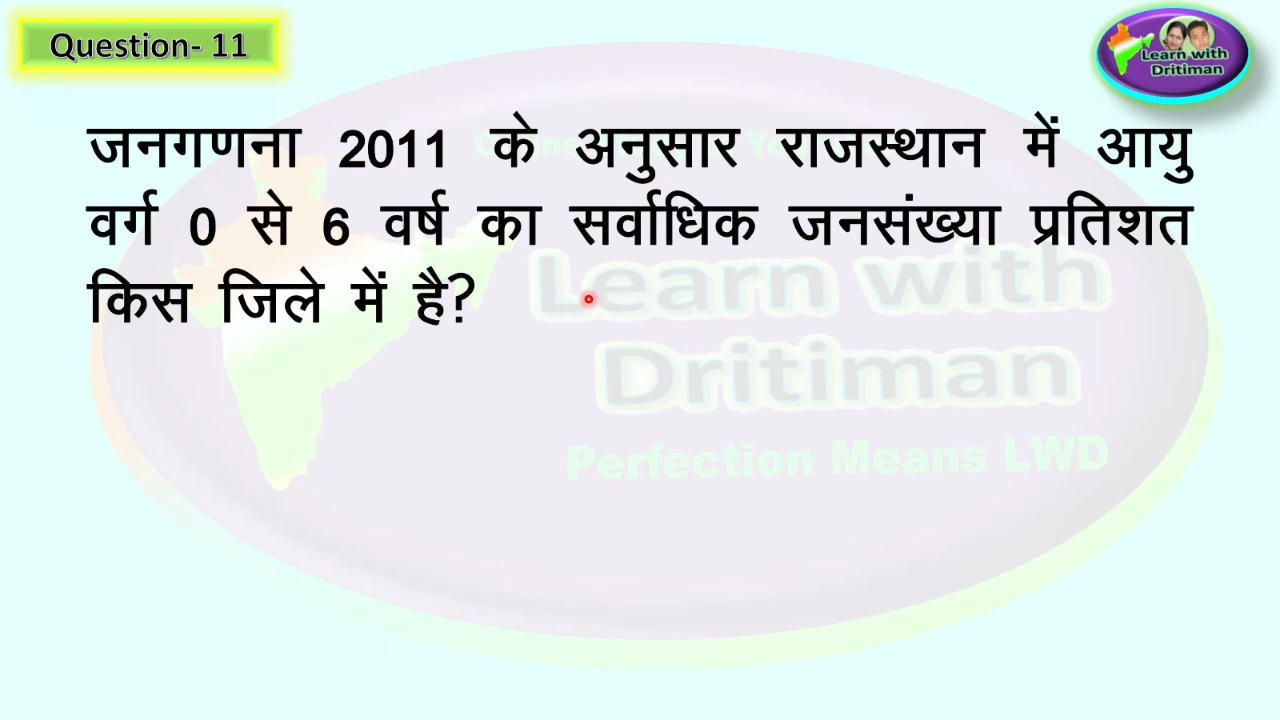 Question- 11
Learn with
Dritiman
जनगणना 2011 के अनुसार राजस्थान में आयु
वर्ग 0 से 6 वर्ष का सर्वाधिक जनसंख्या प्रतिशत
किस जिले में है?
Learn with
Dritiman
Perfection Means LWD